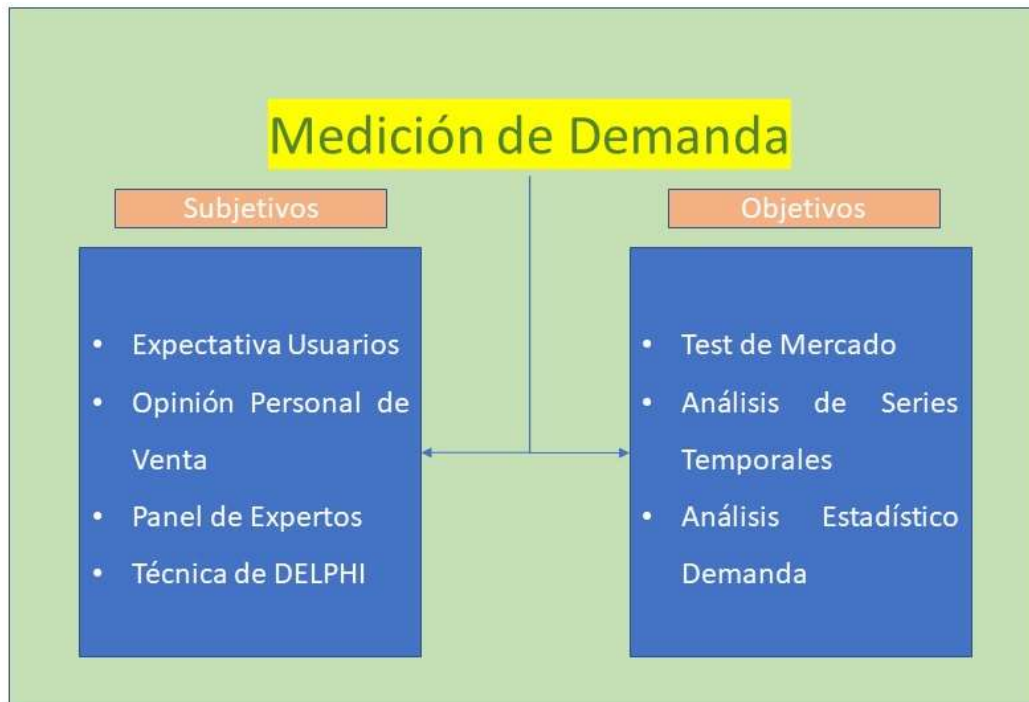 Medición de Demanda
Subjetivos
• Expectativa Usuarios
• Opinión Personal de
Venta
• Panel de Expertos
• Técnica de DELPHI
Objetivos
• Test de Mercado
• Análisis de Series
Temporales
• Análisis Estadístico
Demanda